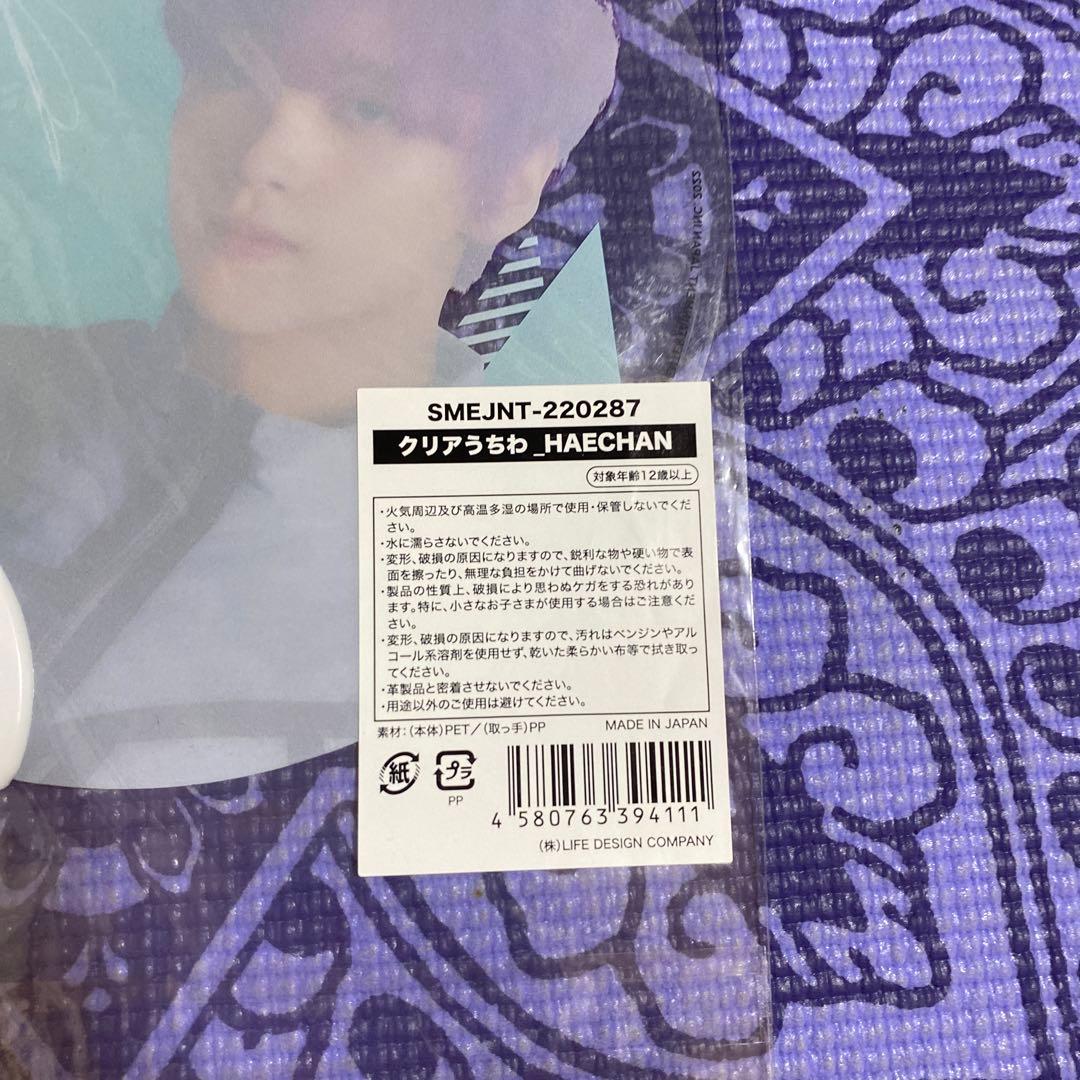 JAPAN INC. 2022
SMEJNT-220287
クリアうちわ_HAECHAN
対象年齢12歳以上
・火気周辺及び高温多湿の場所で使用・保管しないでくだ
さい。
・水に濡らさないでください。
・変形、破損の原因になりますので、鋭利な物や硬い物で表
面を擦ったり、無理な負担をかけて曲げないでください。
・製品の性質上、破損により思わぬケガをする恐れがあり
ます。特に、小さなお子さまが使用する場合はご注意くだ
さい。
・変形、破損の原因になりますので、汚れはベンジンやアル
コール系溶剤を使用せず、乾いた柔らかい布等で拭き取っ
てください。
・革製品と密着させないでください。
・用途以外のご使用は避けてください。
素材：（本体）PET／（取っ手）PP
MADE IN JAPAN
紙
プラ
PP
4 580763 394111
（株）LIFE DESIGN COMPANY